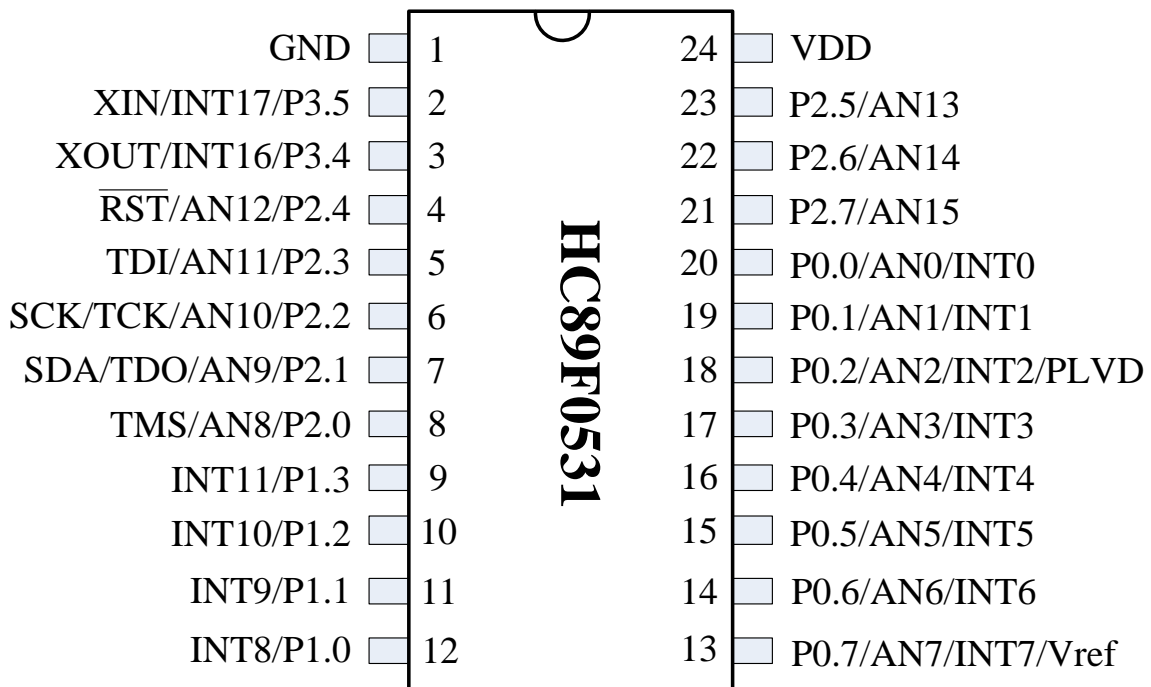 GND 1 24 VDD
XIN/INT17/P3.5 2 23 P2.5/AN13
XOUT/INT16/P3.4 3 22 P2.6/AN14
R̅S̅T̅/AN12/P2.4 4 21 P2.7/AN15
TDI/AN11/P2.3 5 20 P0.0/AN0/INT0
SCK/TCK/AN10/P2.2 6 19 P0.1/AN1/INT1
SDA/TDO/AN9/P2.1 7 18 P0.2/AN2/INT2/PLVD
TMS/AN8/P2.0 8 17 P0.3/AN3/INT3
INT11/P1.3 9 16 P0.4/AN4/INT4
INT10/P1.2 10 15 P0.5/AN5/INT5
INT9/P1.1 11 14 P0.6/AN6/INT6
INT8/P1.0 12 13 P0.7/AN7/INT7/Vref
HC89F0531